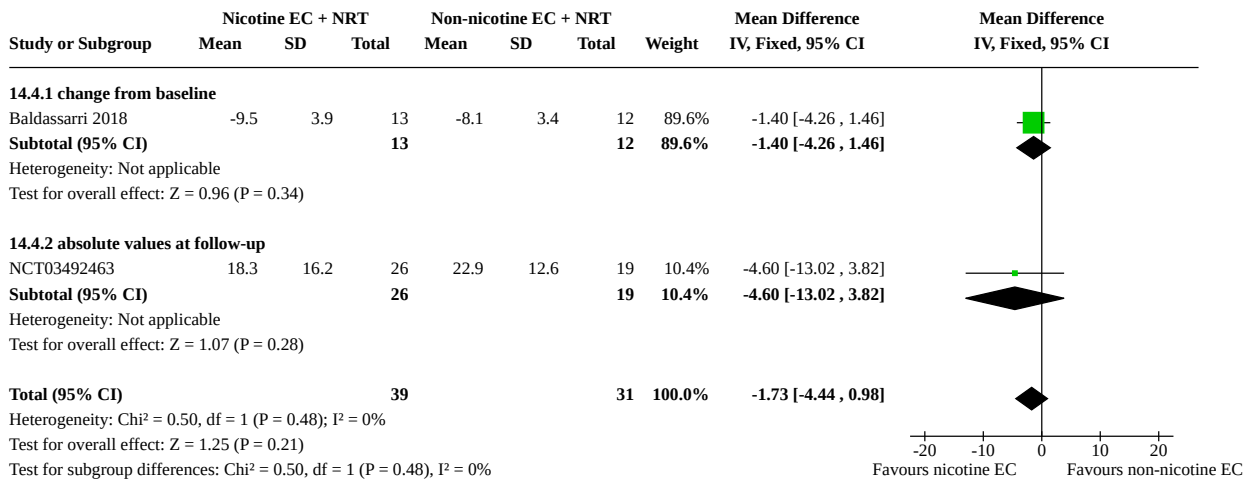 Nicotine EC + NRT Non-nicotine EC + NRT Mean Difference Mean Difference
Study or Subgroup Mean SD Total Mean SD Total Weight IV, Fixed, 95% CI IV, Fixed, 95% CI
14.4.1 change from baseline
Baldassarri 2018 -9.5 3.9 13 -8.1 3.4 12 89.6% -1.40 [-4.26 , 1.46]
Subtotal (95% CI) 13 12 89.6% -1.40 [-4.26 , 1.46]
Heterogeneity: Not applicable
Test for overall effect: Z = 0.96 (P = 0.34)
14.4.2 absolute values at follow-up
NCT03492463 18.3 16.2 26 22.9 12.6 19 10.4% -4.60 [-13.02 , 3.82]
Subtotal (95% CI) 26 19 10.4% -4.60 [-13.02 , 3.82]
Heterogeneity: Not applicable
Test for overall effect: Z = 1.07 (P = 0.28)
Total (95% CI) 39 31 100.0% -1.73 [-4.44 , 0.98]
Heterogeneity: Chi² = 0.50, df = 1 (P = 0.48); I² = 0%
Test for overall effect: Z = 1.25 (P = 0.21)
-20 -10 0 10 20
Test for subgroup differences: Chi² = 0.50, df = 1 (P = 0.48), I² = 0%
Favours nicotine EC Favours non-nicotine EC